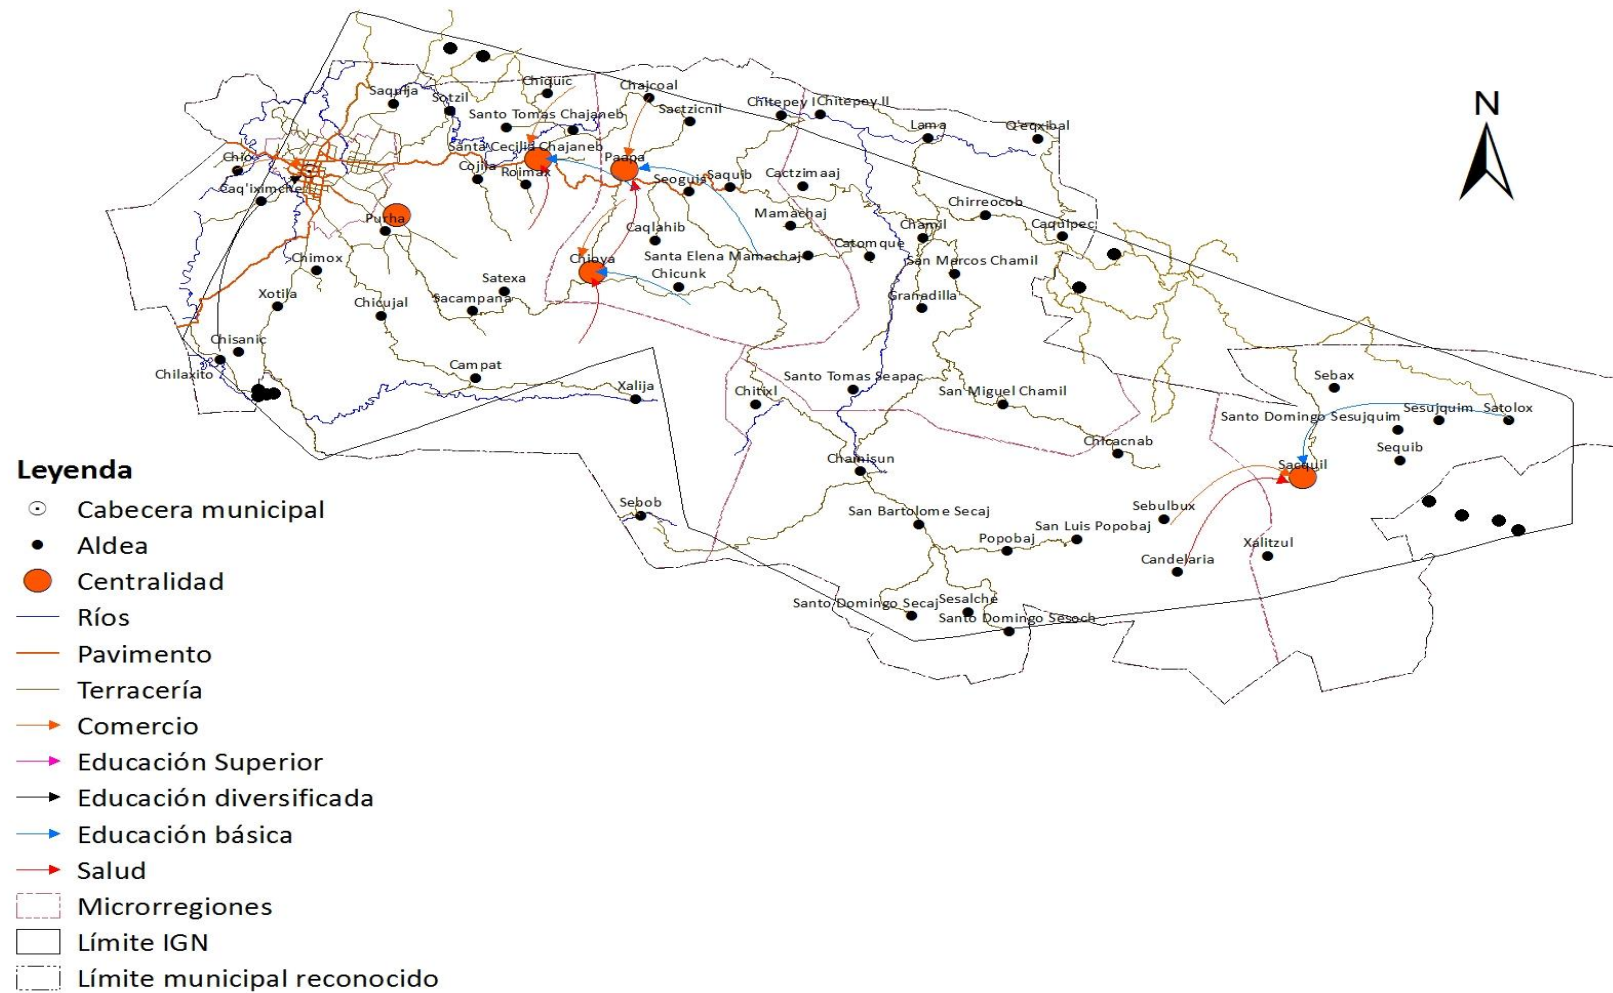 N
Chiquic
Chajcoal
Saquija
Sotzil
Chitepey I
Chitepey II
Sactzicnil
Santo Tomas Chajaneb
Lama
Q'eqxibal
Santa Cecilia Chajaneb
Chio
Paapa
Cojila
Roimax
Seoguis
Saquib
Cactzimaaj
Saq'iximche
Chirreocob
Purha
Mamachaj
Caqlahib
Chamil
Caquipec
Catomque
Chimox
Chioya
Santa Elena Mamachaj
San Marcos Chamil
Satexa
Chicunk
Xotila
Chicujal
Sacampana
Granadilla
Chisanic
Chilaxito
Campat
Xalija
Chitixl
Santo Tomas Seapac
San Miguel Chamil
Sebax
Santo Domingo Sesujquim
Sesujquim
Satolox
Chicacnab
Sequib
Chamisun
Sacquil
Sebob
San Bartolome Secaj
Sebulbux
San Luis Popobaj
Popobaj
Xalitzul
Candelaria
Santo Domingo Secaj
Sesalche
Santo Domingo Sesoch
Leyenda
Cabecera municipal
Aldea
Centralidad
Ríos
Pavimento
Terracería
Comercio
Educación Superior
Educación diversificada
Educación básica
Salud
Microrregiones
Límite IGN
Límite municipal reconocido